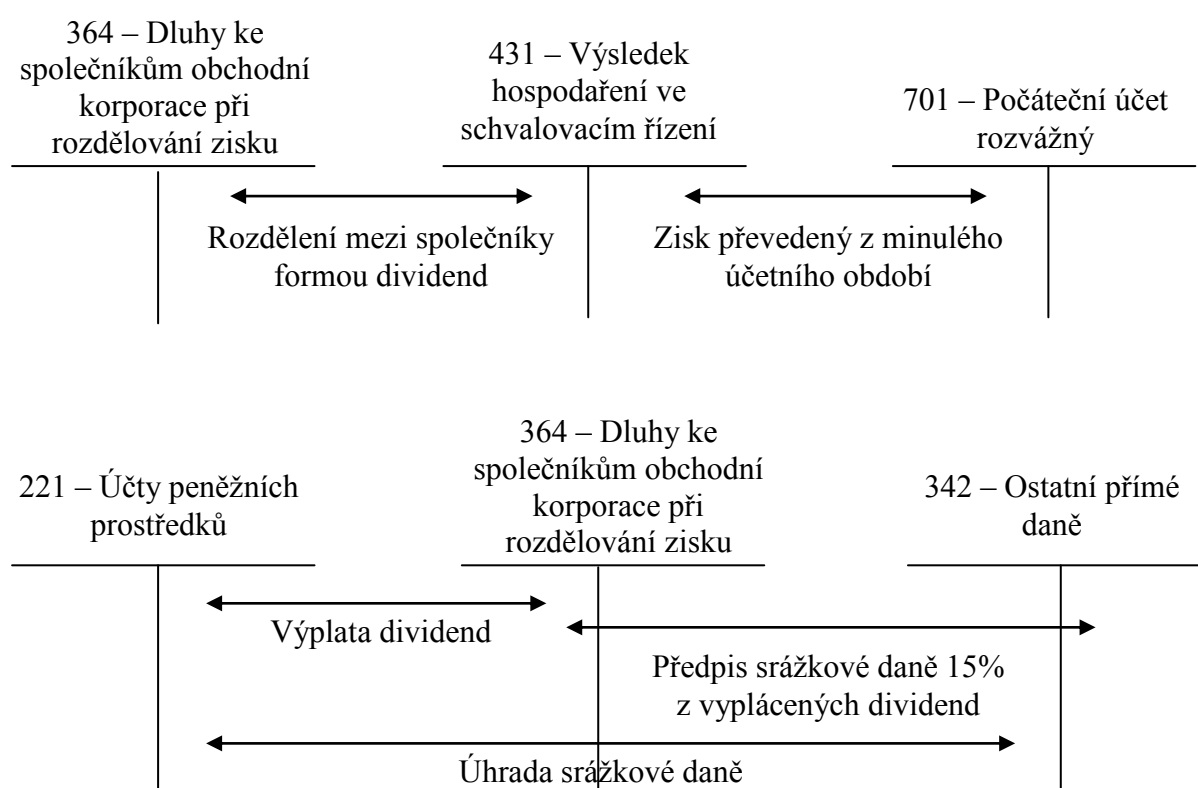 364 – Dluhy ke
společníkům obchodní
korporace při
rozdělování zisku
431 – Výsledek
hospodaření ve
schvalovacím řízení
701 – Počáteční účet
rozvážný
Rozdělení mezi společníky
formou dividend
Zisk převedený z minulého
účetního období
221 – Účty peněžních
prostředků
364 – Dluhy ke
společníkům obchodní
korporace při
rozdělování zisku
342 – Ostatní přímé
daně
Výplata dividend
Předpis srážkové daně 15%
z vyplácených dividend
Úhrada srážkové daně